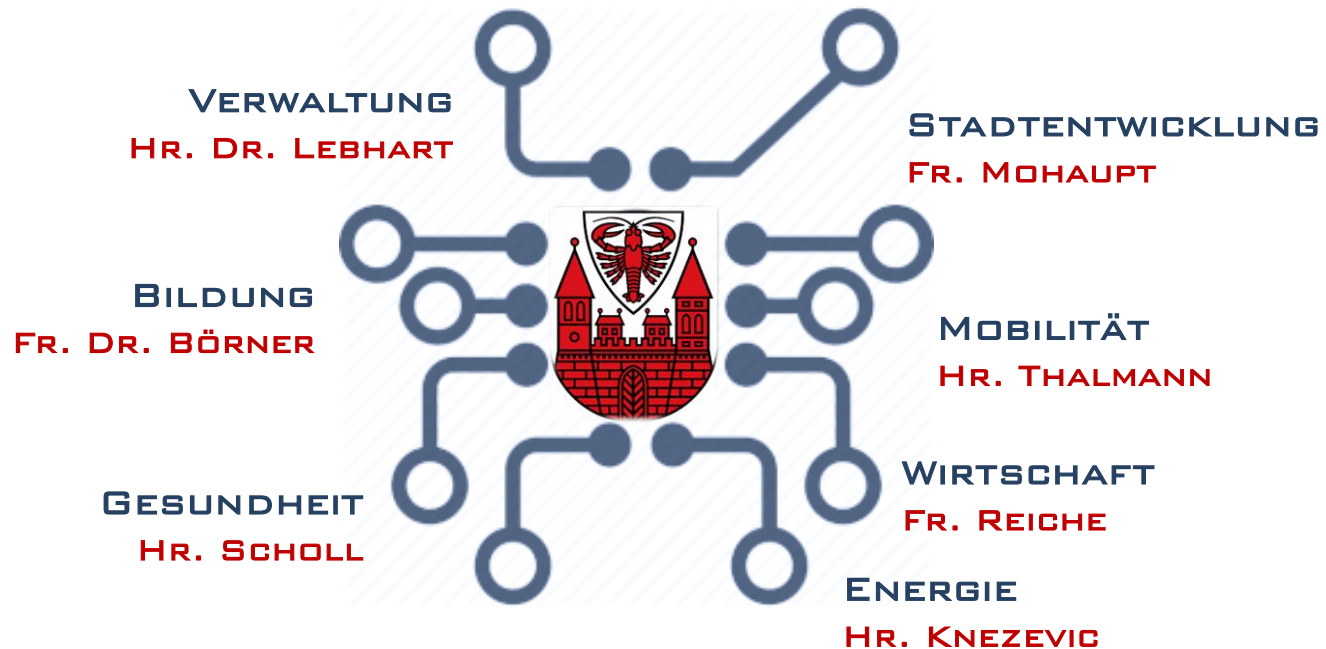 Verwaltung
Hr. Dr. Lebhart
Stadtentwicklung
Fr. Mohaupt
Bildung
Fr. Dr. Börner
Mobilität
Hr. Thalmann
Gesundheit
Hr. Scholl
Wirtschaft
Fr. Reiche
Energie
Hr. Knezevic